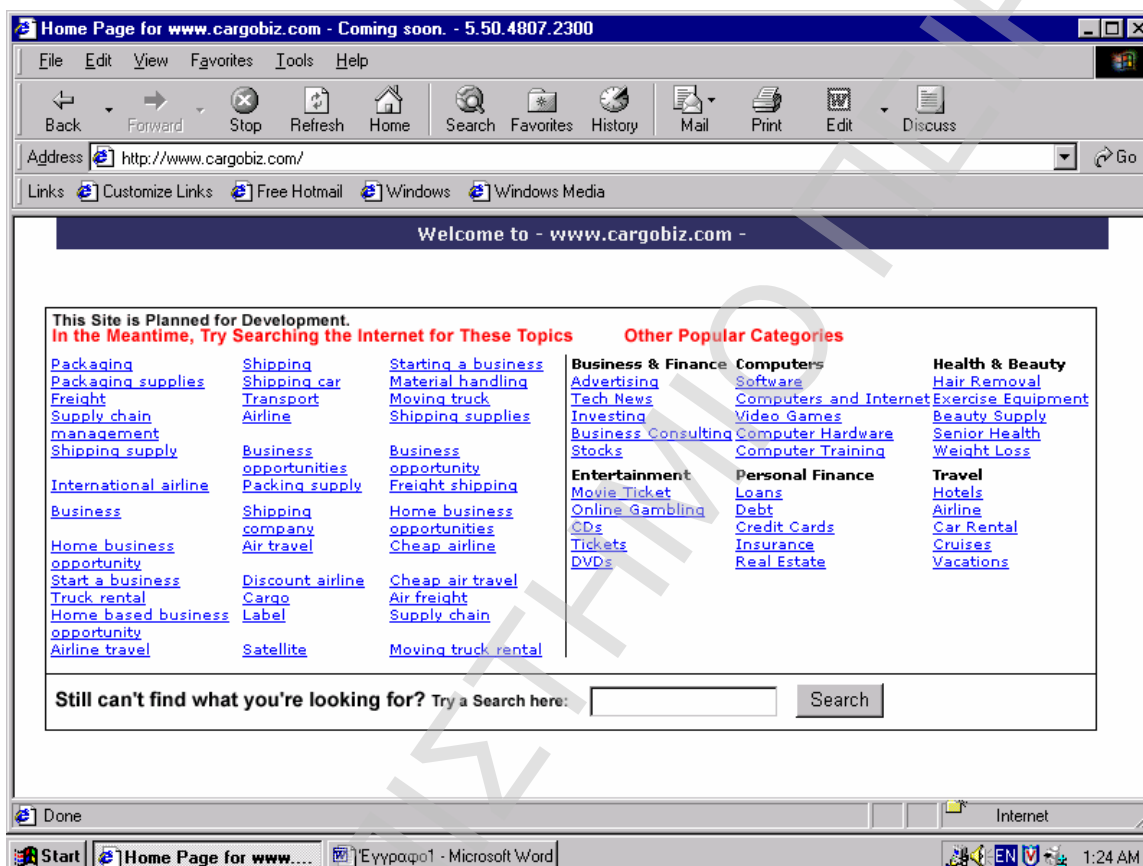 Home Page for www.cargobiz.com - Coming soon. - 5.50.4807.2300
File Edit View Favorites Tools Help
Back Forward Stop Refresh Home Search Favorites History Mail Print Edit Discuss
Address http://www.cargobiz.com/ Go
Links Customize Links Free Hotmail Windows Windows Media
Welcome to - www.cargobiz.com -
This Site is Planned for Development.
In the Meantime, Try Searching the Internet for These Topics
Packaging Shipping Starting a business
Packaging supplies Shipping car Material handling
Freight Transport Moving truck
Supply chain Airline Shipping supplies
management
Shipping supply Business Business
opportunities opportunity
International airline Packing supply Freight shipping
Business Shipping Home business
company opportunities
Home business Air travel Cheap airline
opportunity
Start a business Discount airline Cheap air travel
Truck rental Cargo Air freight
Home based business Label Supply chain
opportunity
Airline travel Satellite Moving truck rental
Other Popular Categories
Business & Finance Computers Health & Beauty
Advertising Software Hair Removal
Tech News Computers and Internet Exercise Equipment
Investing Video Games Beauty Supply
Business Consulting Computer Hardware Senior Health
Stocks Computer Training Weight Loss
Entertainment Personal Finance Travel
Movie Ticket Loans Hotels
Online Gambling Debt Airline
CDs Credit Cards Car Rental
Tickets Insurance Cruises
DVDs Real Estate Vacations
Still can't find what you're looking for? Try a Search here: Search
Done Internet
Start Home Page for www.... Έγγραφο1 - Microsoft Word EN 1:24 AM